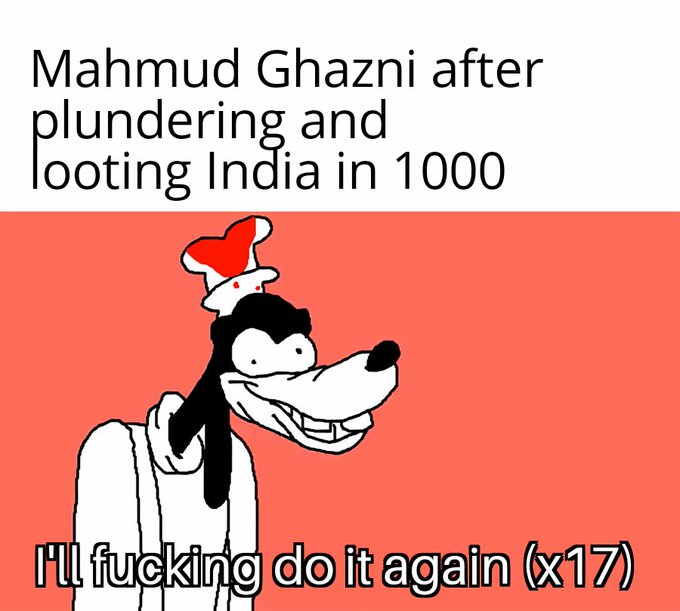 Mahmud Ghazni after
plundering and
looting India in 1000
I'll fucking do it again (x17)